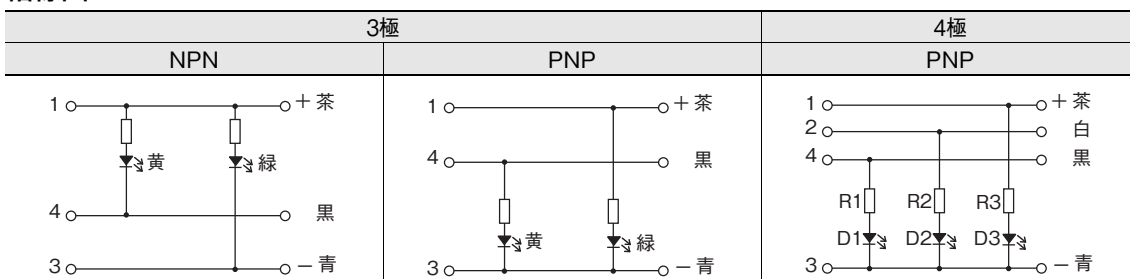 3極 4極
NPN PNP PNP
1 + 茶
黄 緑
4 黒
3 − 青
1 + 茶
4 黒
黄 緑
3 − 青
1 + 茶
2 白
4 黒
R1 R2 R3
D1 D2 D3
3 − 青